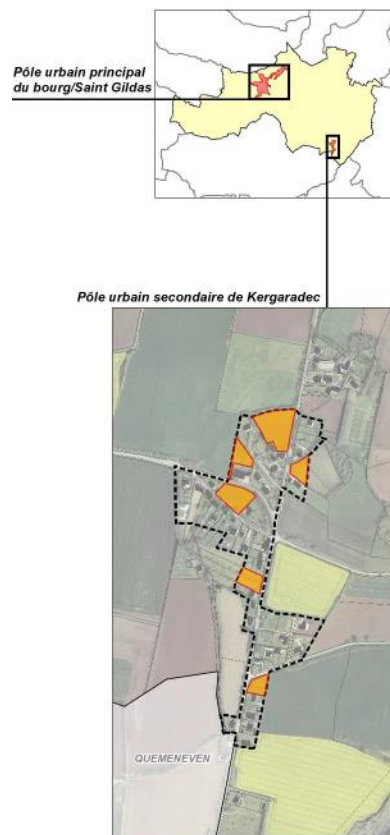 Pôle urbain principal
du bourg/Saint Gildas
Pôle urbain secondaire de Kergaradec
QUEMENEVEN